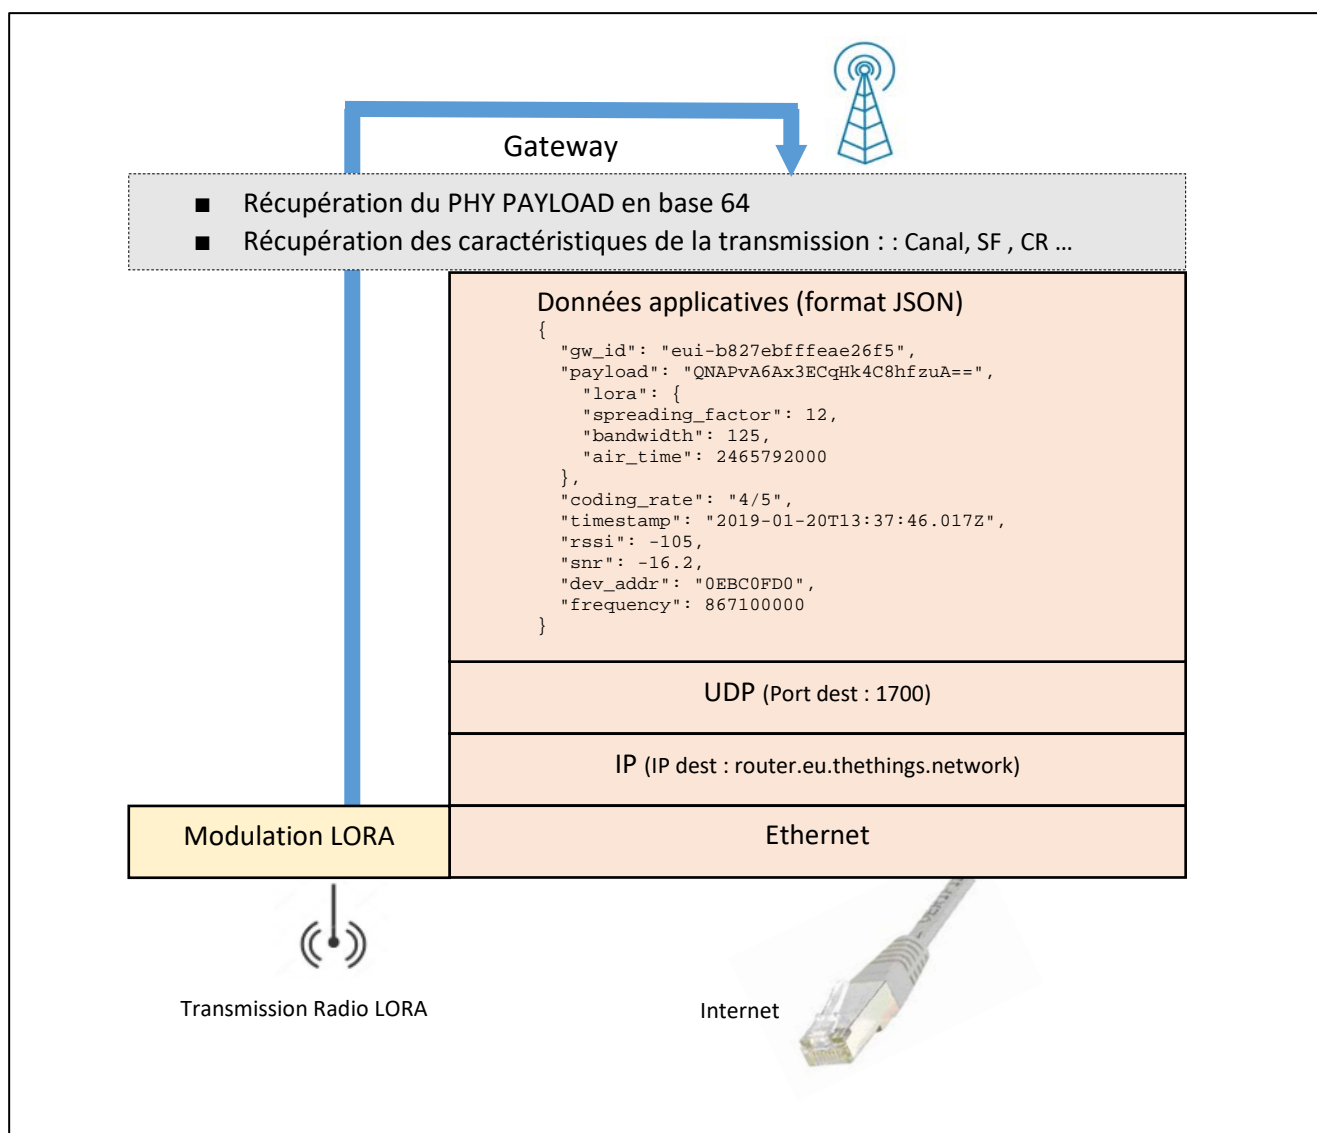 Gateway
■ Récupération du PHY PAYLOAD en base 64
■ Récupération des caractéristiques de la transmission : : Canal, SF , CR ...
Données applicatives (format JSON)
{
"gw_id": "eui-b827ebfffeae26f5",
"payload": "QNAPvA6Ax3ECqHk4C8hfzuA==",
"lora": {
"spreading_factor": 12,
"bandwidth": 125,
"air_time": 2465792000
},
"coding_rate": "4/5",
"timestamp": "2019-01-20T13:37:46.017Z",
"rssi": -105,
"snr": -16.2,
"dev_addr": "0EBC0FD0",
"frequency": 867100000
}
UDP (Port dest : 1700)
IP (IP dest : router.eu.thethings.network)
Modulation LORA
Ethernet
Transmission Radio LORA
Internet